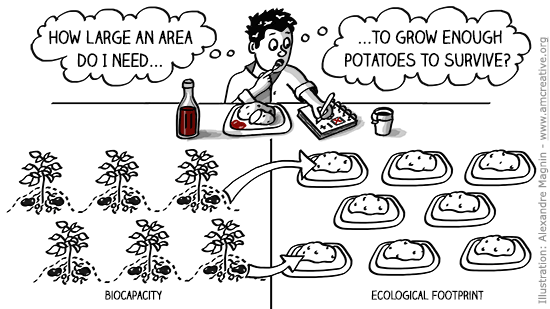 HOW LARGE AN AREA
DO I NEED...
...TO GROW ENOUGH
POTATOES TO SURVIVE?
BIOCAPACITY
ECOLOGICAL FOOTPRINT
Illustration: Alexandre Magnin - www.amcreative.org